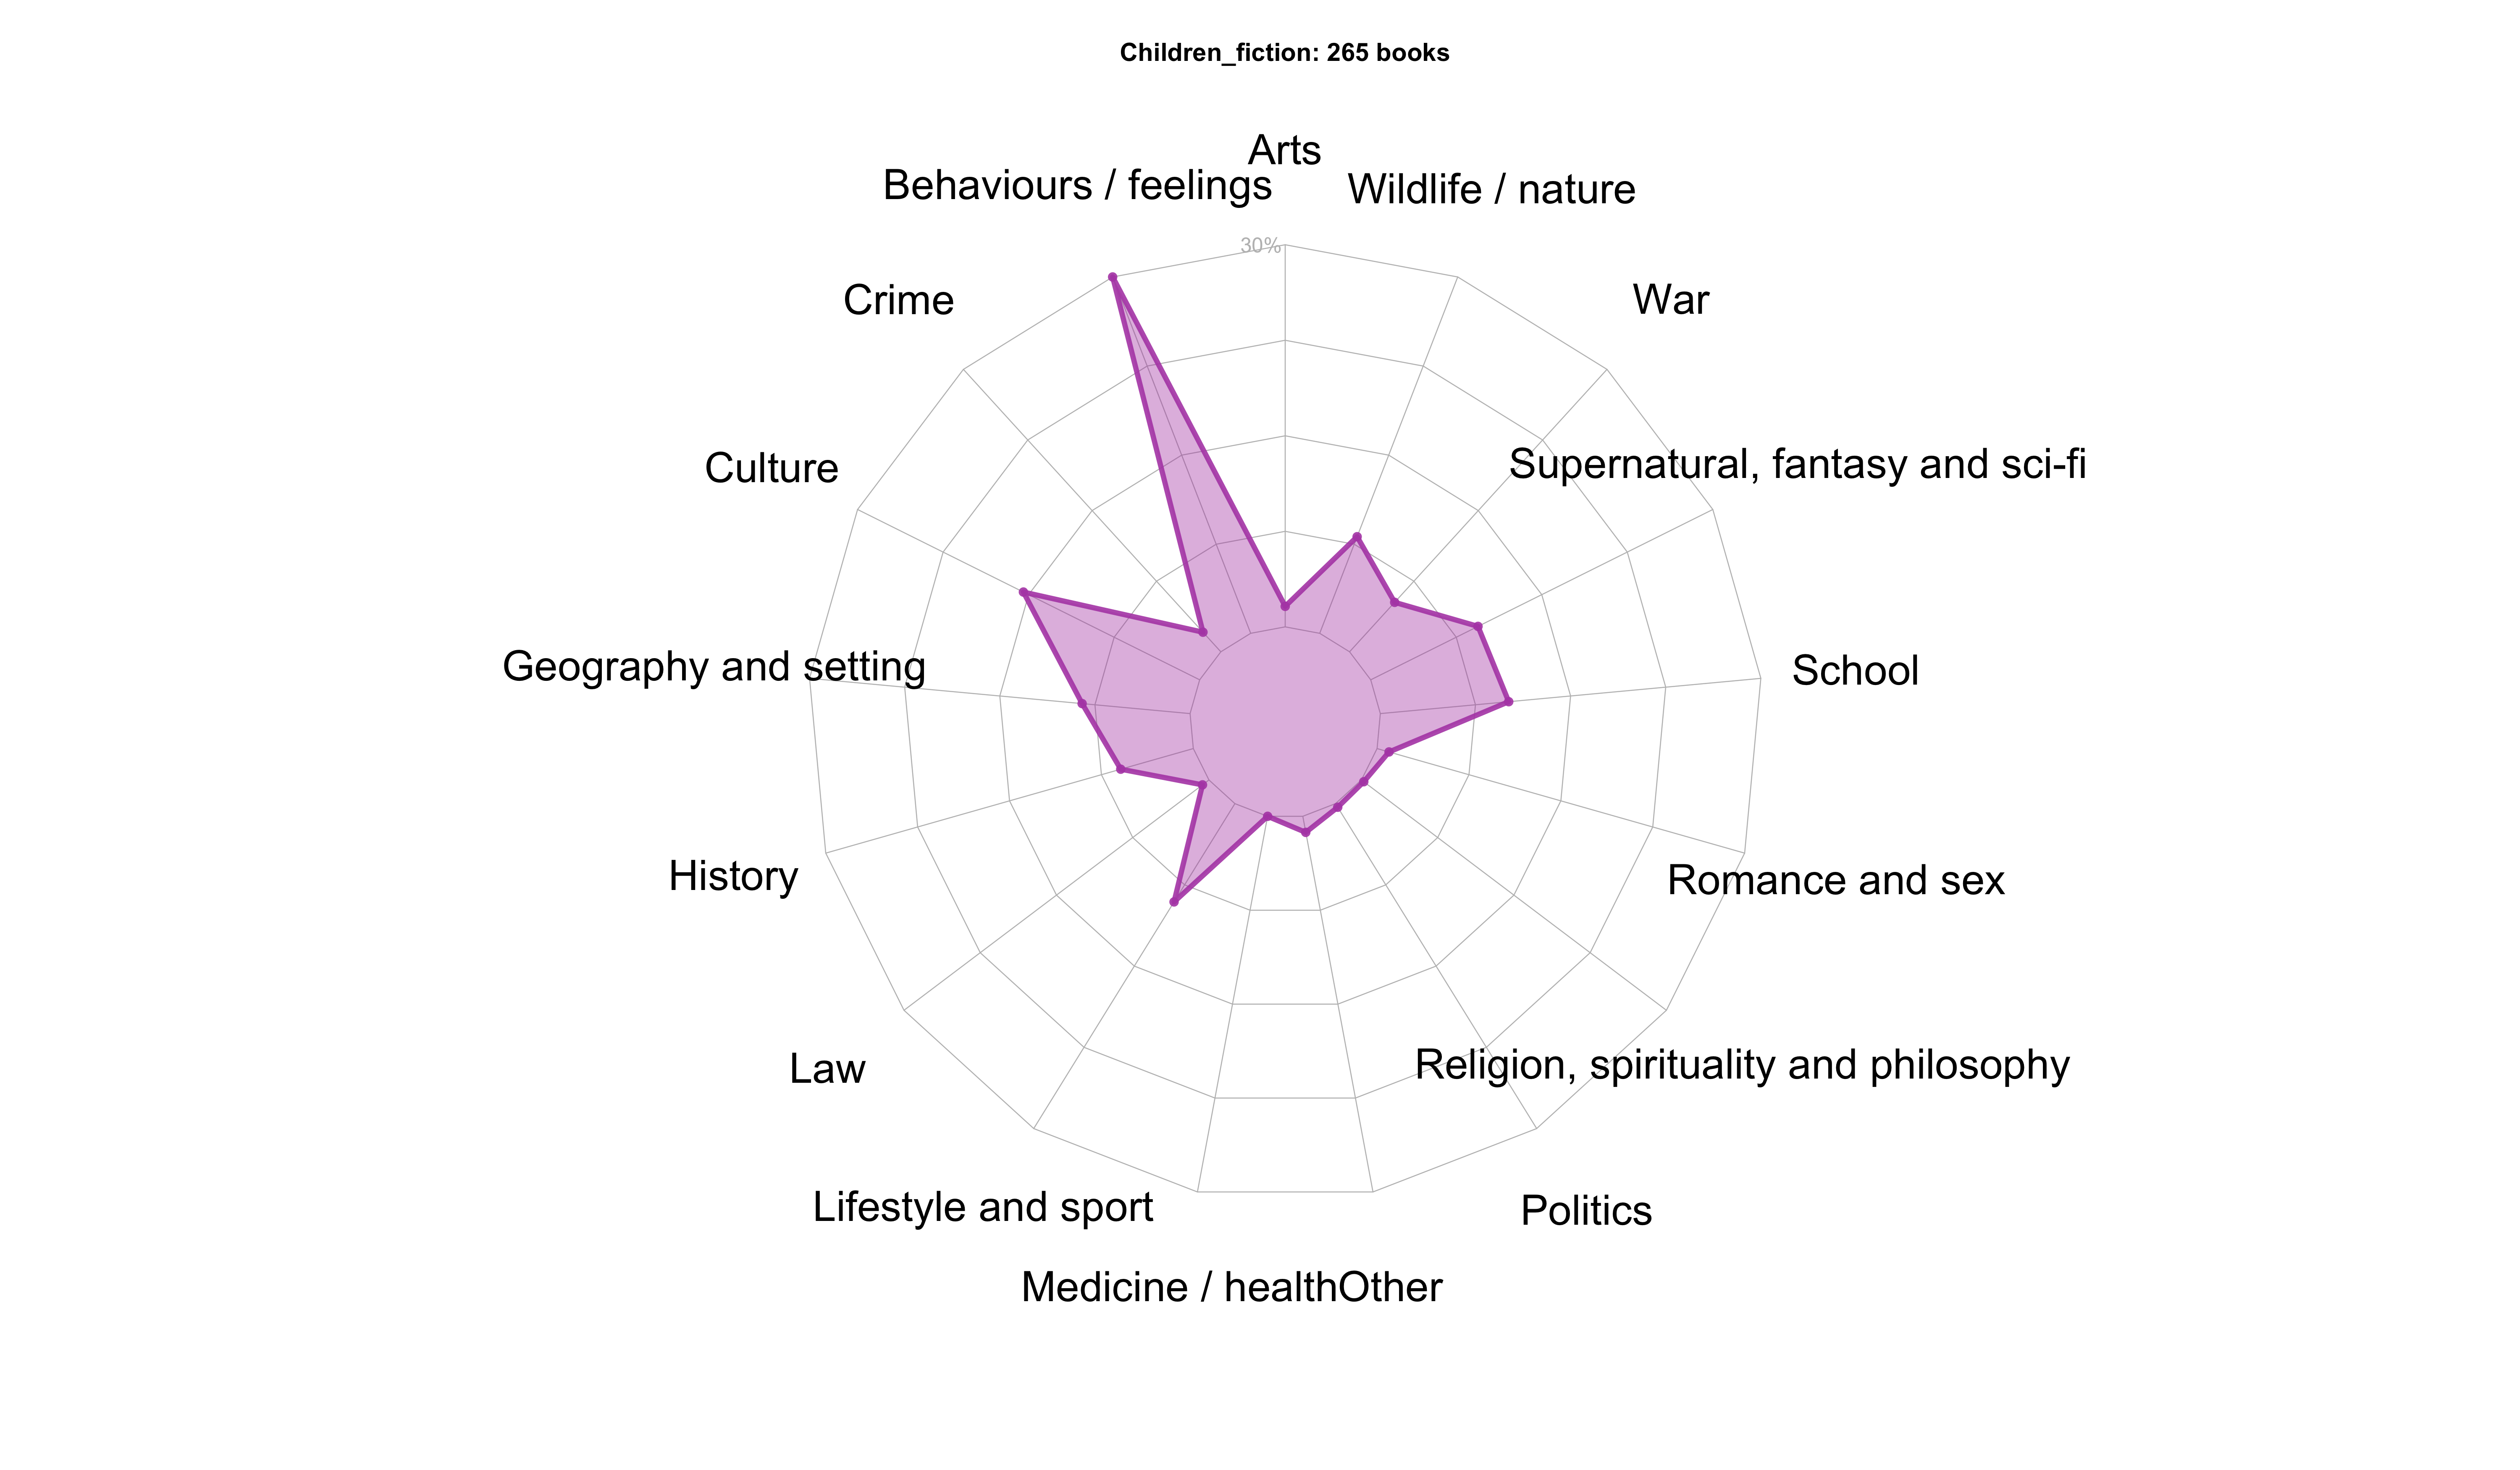 Children_fiction: 265 books
Arts
Behaviours / feelings
Wildlife / nature
30%
Crime
War
Culture
Supernatural, fantasy and sci-fi
Geography and setting
School
History
Romance and sex
Law
Religion, spirituality and philosophy
Lifestyle and sport
Politics
Medicine / healthOther